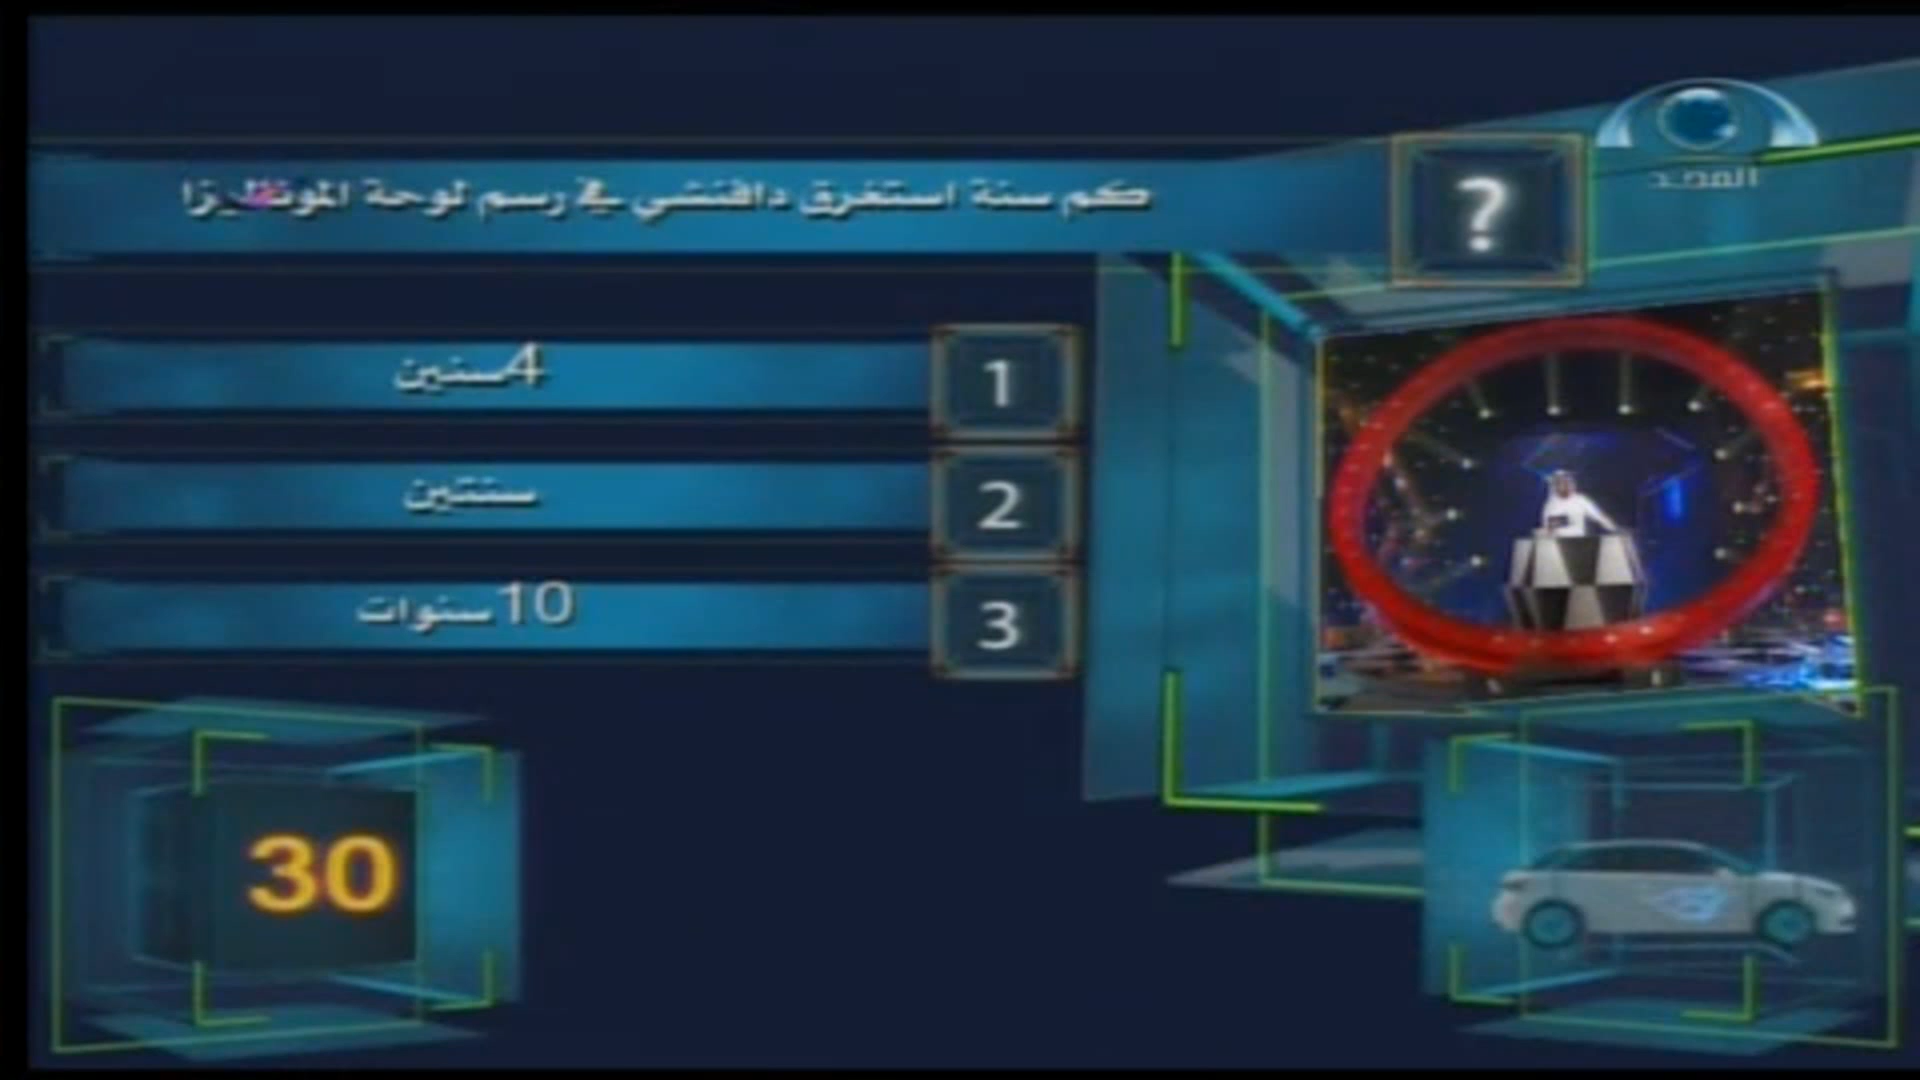 المجد
?
كم سنة استغرق دافنشي في رسم لوحة الموناليزا
1
4سنين
2
سنتين
3
10سنوات
30